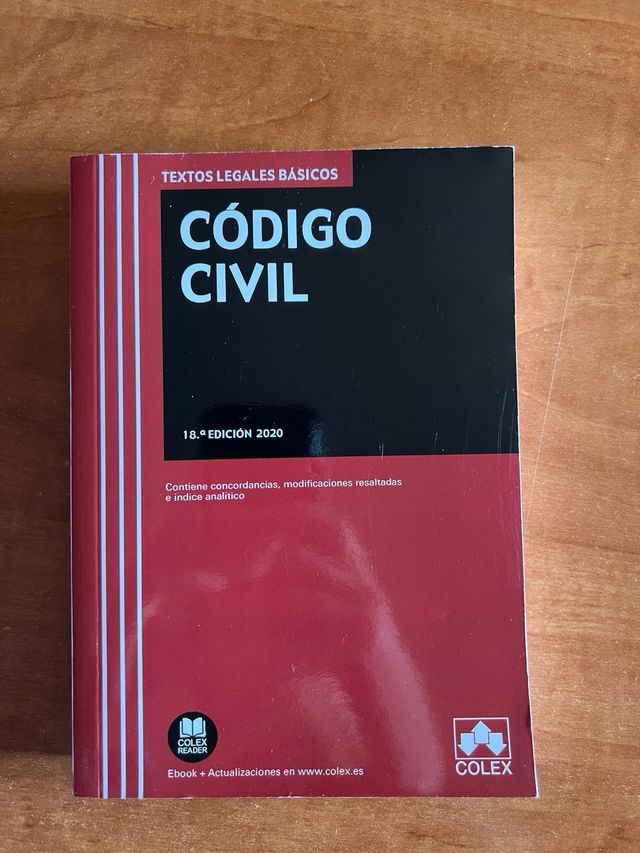 TEXTOS LEGALES BÁSICOS
CÓDIGO
CIVIL
18.ª EDICIÓN 2020
Contiene concordancias, modificaciones resaltadas
e índice analítico
COLEX
READER
Ebook + Actualizaciones en www.colex.es
COLEX